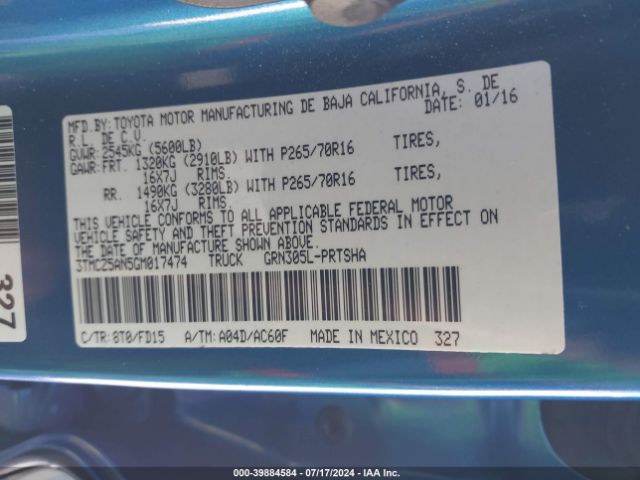 MFD.BY: TOYOTA MOTOR MANUFACTURING DE BAJA CALIFORNIA, S. DE
R.L. DE C.V. DATE: 01/16
GVWR: 2545KG (5600LB)
GAWR: FRT. 1320KG (2910LB) WITH P265/70R16 TIRES,
16X7J RIMS.
RR. 1490KG (3280LB) WITH P265/70R16 TIRES,
16X7J RIMS.
THIS VEHICLE CONFORMS TO ALL APPLICABLE FEDERAL MOTOR
VEHICLE SAFETY AND THEFT PREVENTION STANDARDS IN EFFECT ON
THE DATE OF MANUFACTURE SHOWN ABOVE.
3TMCZ5AN5GM017474 TRUCK GRN305L-PRTSHA
C/TR: 8T0/FD15 A/TM: A04D/AC60F MADE IN MEXICO 327
327
000-39884584 / 07/17/2024 / COPYRIGHT IAA